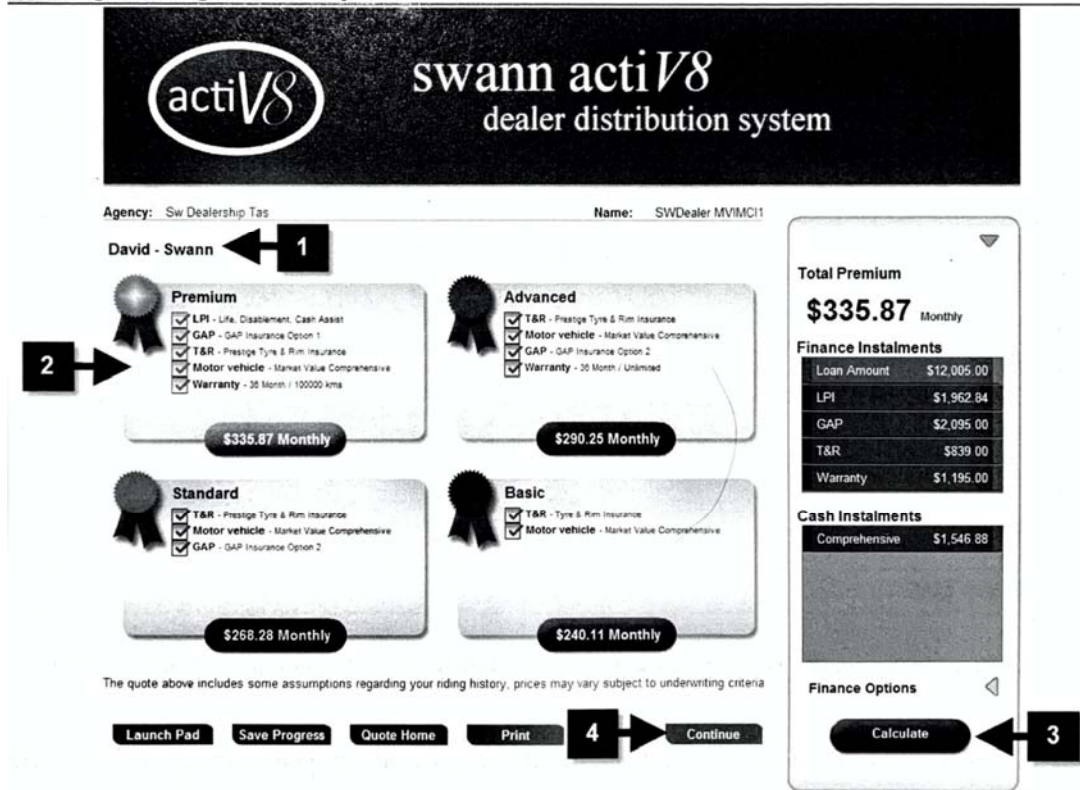 actiV8
swann actiV8
dealer distribution system
Agency: Sw Dealership Tas
Name: SWDealer MVIMCI1
David - Swann
1
2
Premium
LPI - Life, Disablement, Cash Assist
GAP - GAP Insurance Option 1
T&R - Prestige Tyre & Rim Insurance
Motor vehicle - Market Value Comprehensive
Warranty - 36 Month / 100000 kms
$335.87 Monthly
Advanced
T&R - Prestige Tyre & Rim Insurance
Motor vehicle - Market Value Comprehensive
GAP - GAP Insurance Option 2
Warranty - 36 Month / Unlimited
$290.25 Monthly
Standard
T&R - Prestige Tyre & Rim Insurance
Motor vehicle - Market Value Comprehensive
GAP - GAP Insurance Option 2
$268.28 Monthly
Basic
T&R - Tyre & Rim Insurance
Motor vehicle - Market Value Comprehensive
$240.11 Monthly
The quote above includes some assumptions regarding your riding history, prices may vary subject to underwriting criteria
Launch Pad
Save Progress
Quote Home
Print
4
Continue
Total Premium
$335.87 Monthly
Finance Instalments
Loan Amount $12,005.00
LPI $1,962.84
GAP $2,095.00
T&R $839.00
Warranty $1,195.00
Cash Instalments
Comprehensive $1,546.88
Finance Options
Calculate
3